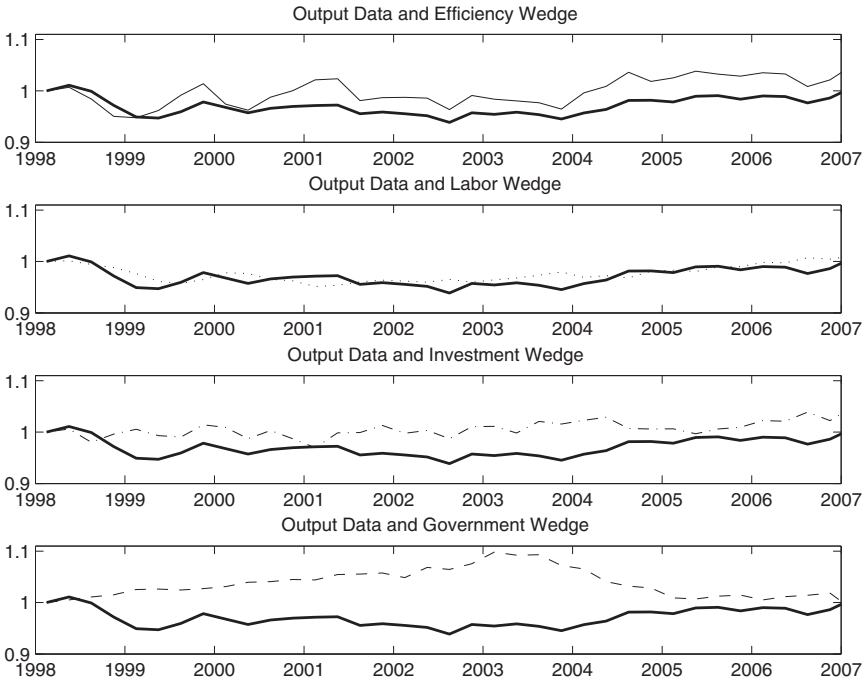 Output Data and Efficiency Wedge
1.1
1
0.9
1998 1999 2000 2001 2002 2003 2004 2005 2006 2007
Output Data and Labor Wedge
1.1
1
0.9
1998 1999 2000 2001 2002 2003 2004 2005 2006 2007
Output Data and Investment Wedge
1.1
1
0.9
1998 1999 2000 2001 2002 2003 2004 2005 2006 2007
Output Data and Government Wedge
1.1
1
0.9
1998 1999 2000 2001 2002 2003 2004 2005 2006 2007